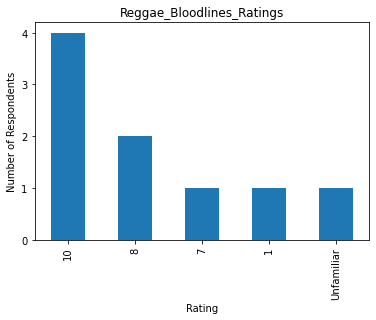 Reggae_Bloodlines_Ratings
Number of Respondents
4
3
2
1
0
10
8
7
1
Unfamiliar
Rating